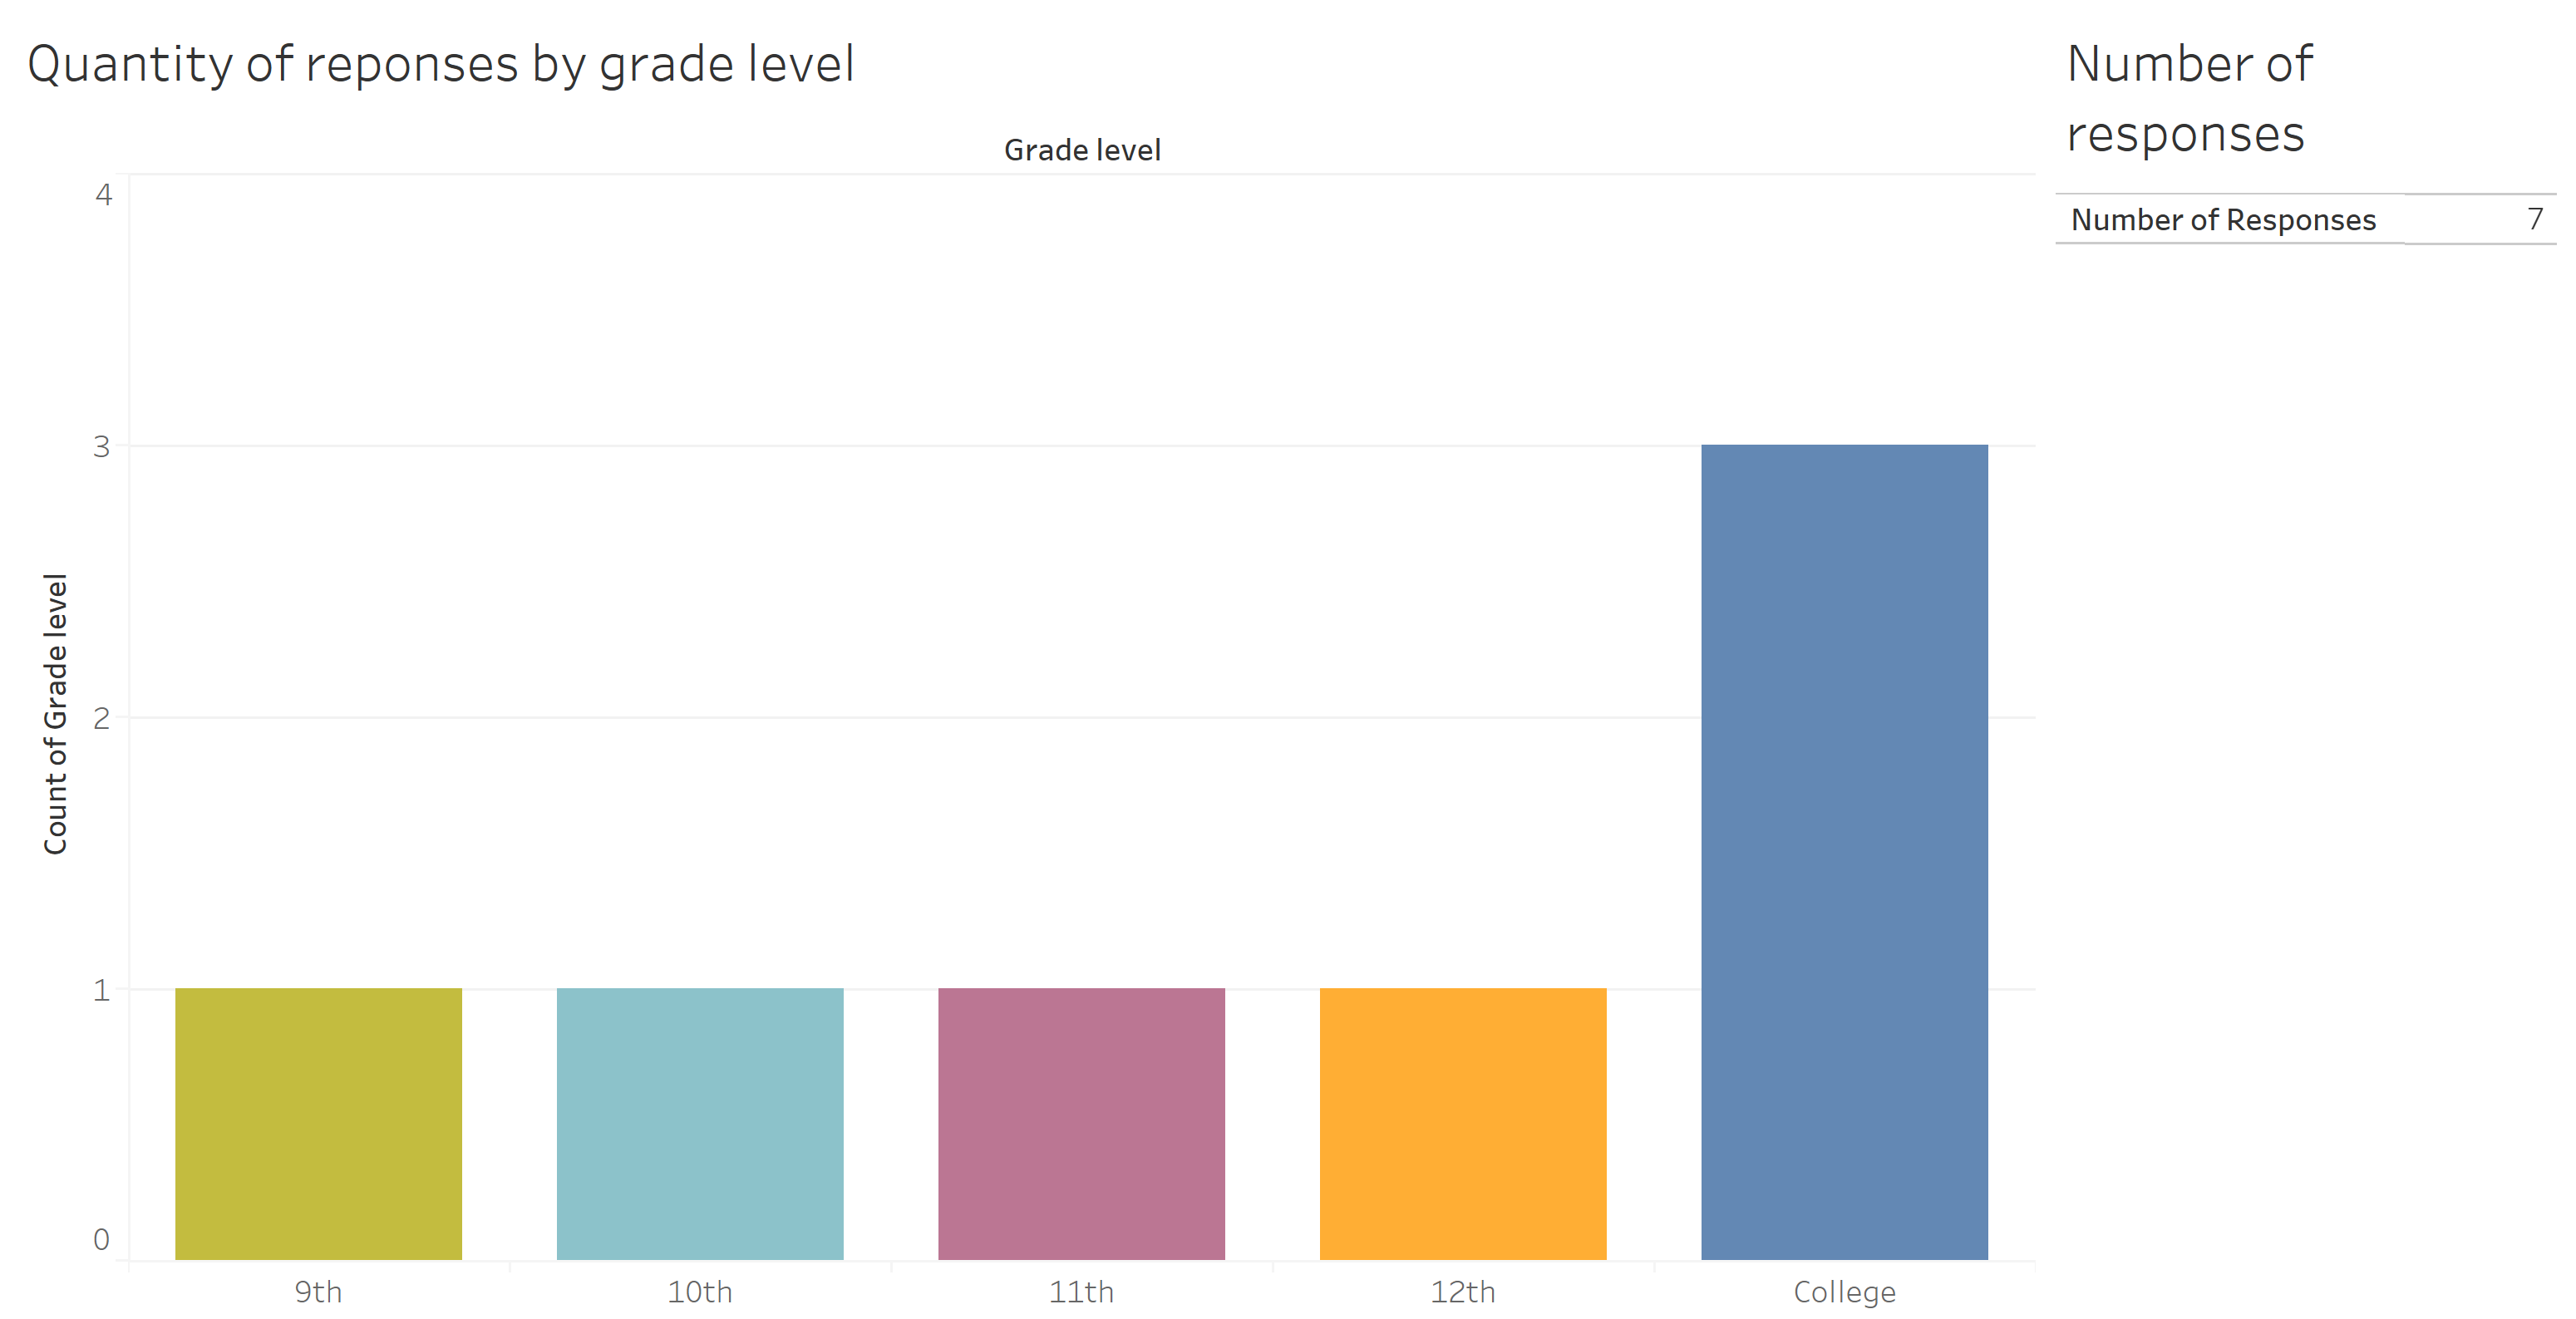 Quantity of reponses by grade level
Number of
responses
Grade level
Number of Responses 7
4
3
2
1
0
Count of Grade level
9th 10th 11th 12th College